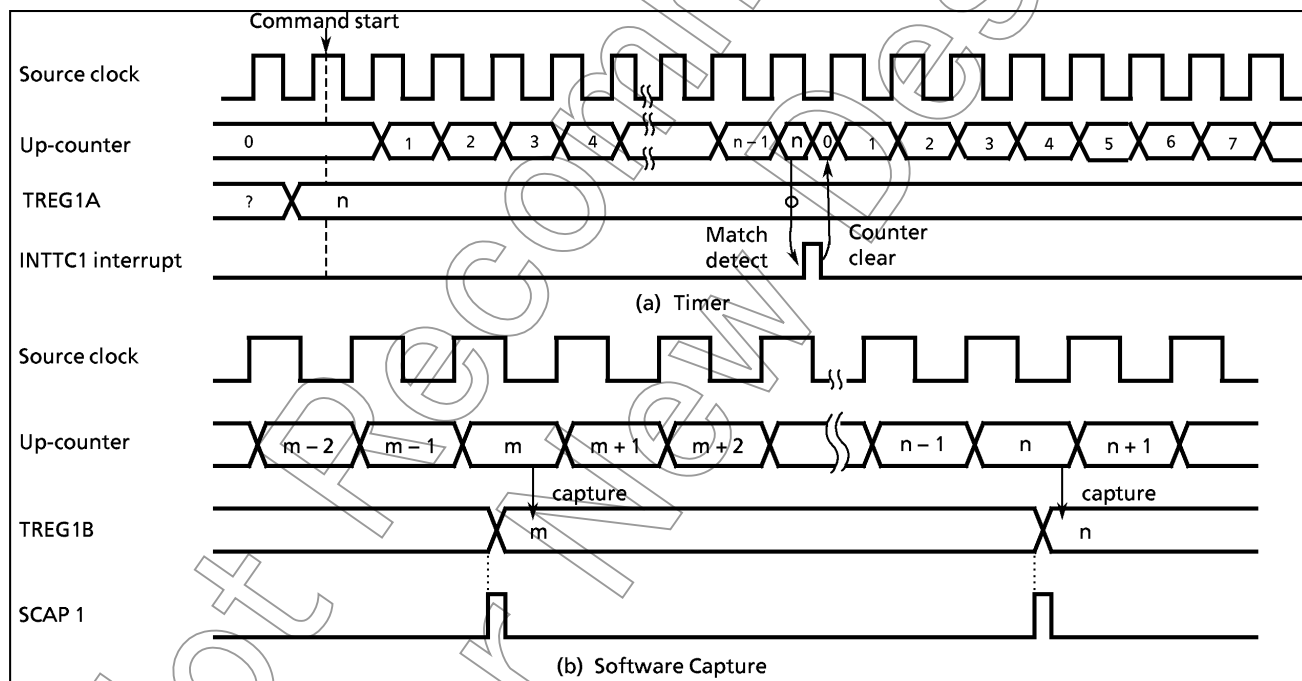 Command start
Source clock
Up-counter 0 1 2 3 4 n – 1 n 0 1 2 3 4 5 6 7
TREG1A ? n
INTTC1 interrupt Match detect Counter clear
(a) Timer
Source clock
Up-counter m – 2 m – 1 m m + 1 m + 2 n – 1 n n + 1
capture capture
TREG1B m n
SCAP 1
(b) Software Capture